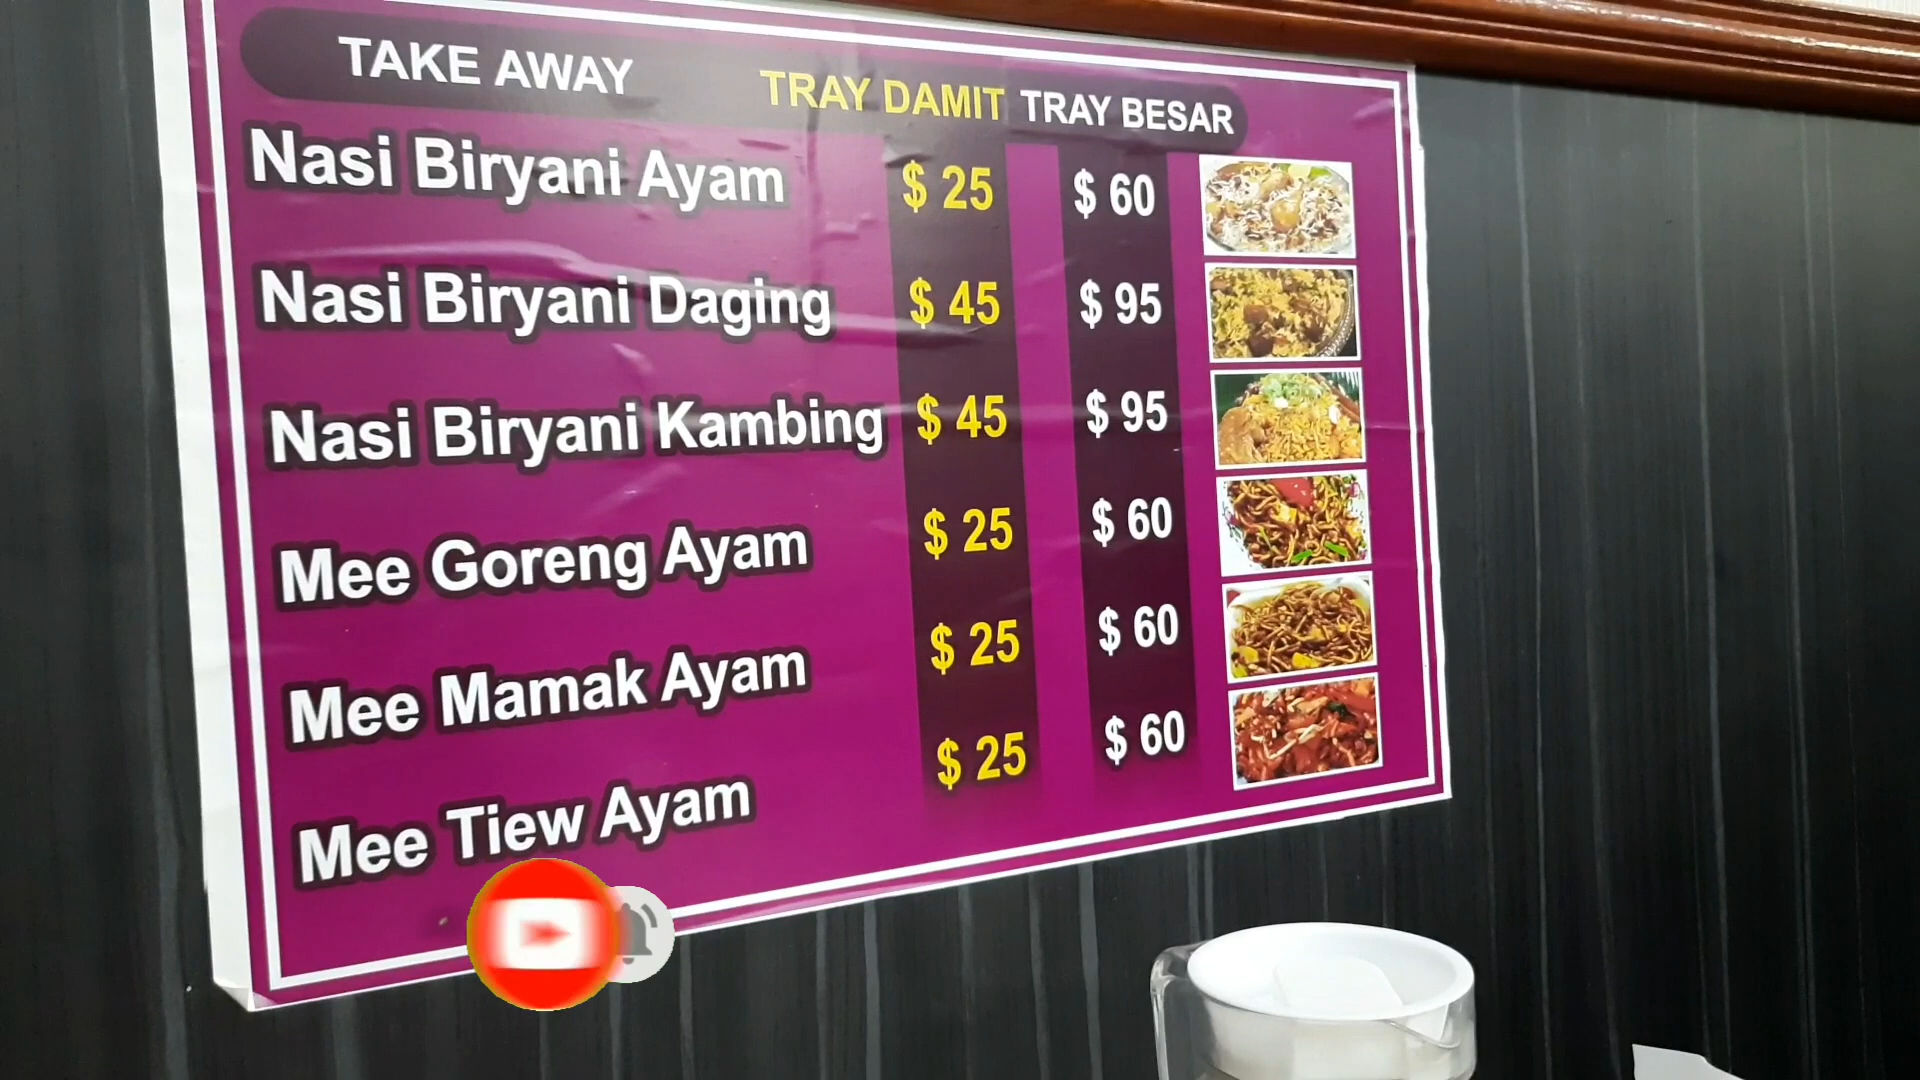 TAKE AWAY TRAY DAMIT TRAY BESAR
Nasi Biryani Ayam $ 25 $ 60
Nasi Biryani Daging $ 45 $ 95
Nasi Biryani Kambing $ 45 $ 95
Mee Goreng Ayam $ 25 $ 60
Mee Mamak Ayam $ 25 $ 60
Mee Tiew Ayam $ 25 $ 60